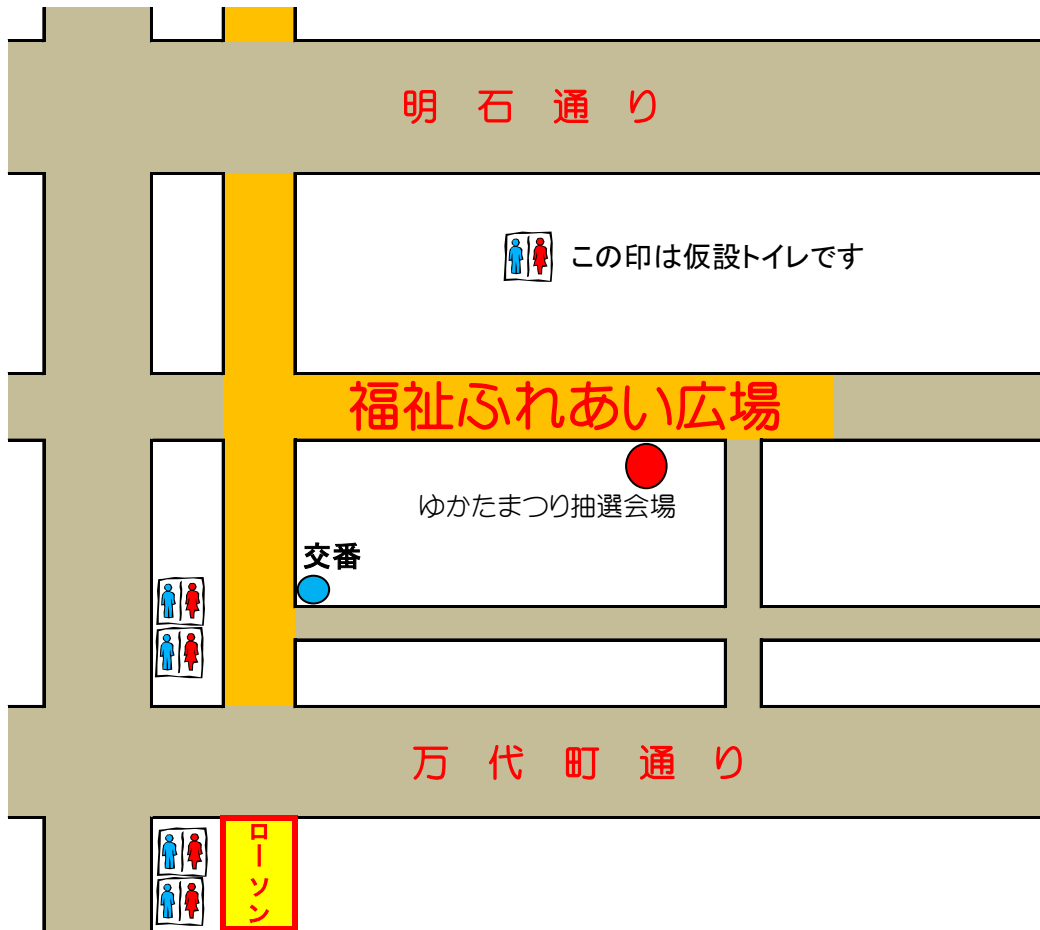 明石通り
この印は仮設トイレです
福祉ふれあい広場
ゆかたまつり抽選会場
交番
万代町通り
ローソン